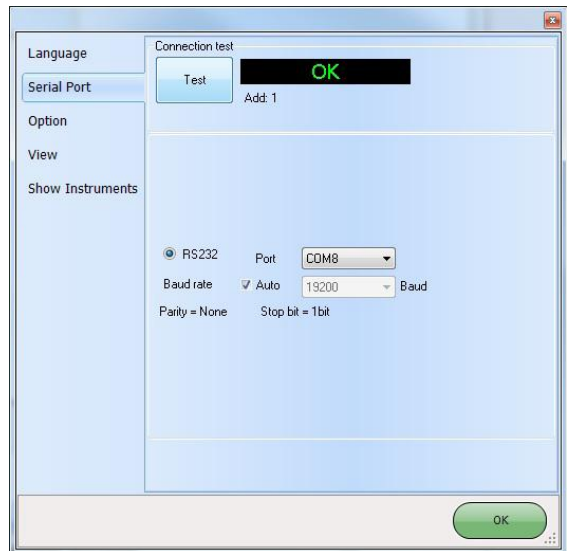 Language
Serial Port
Option
View
Show Instruments
Connection test
Test
OK
Add: 1
RS232 Port COM8
Baud rate Auto 19200 Baud
Parity = None Stop bit = 1bit
OK